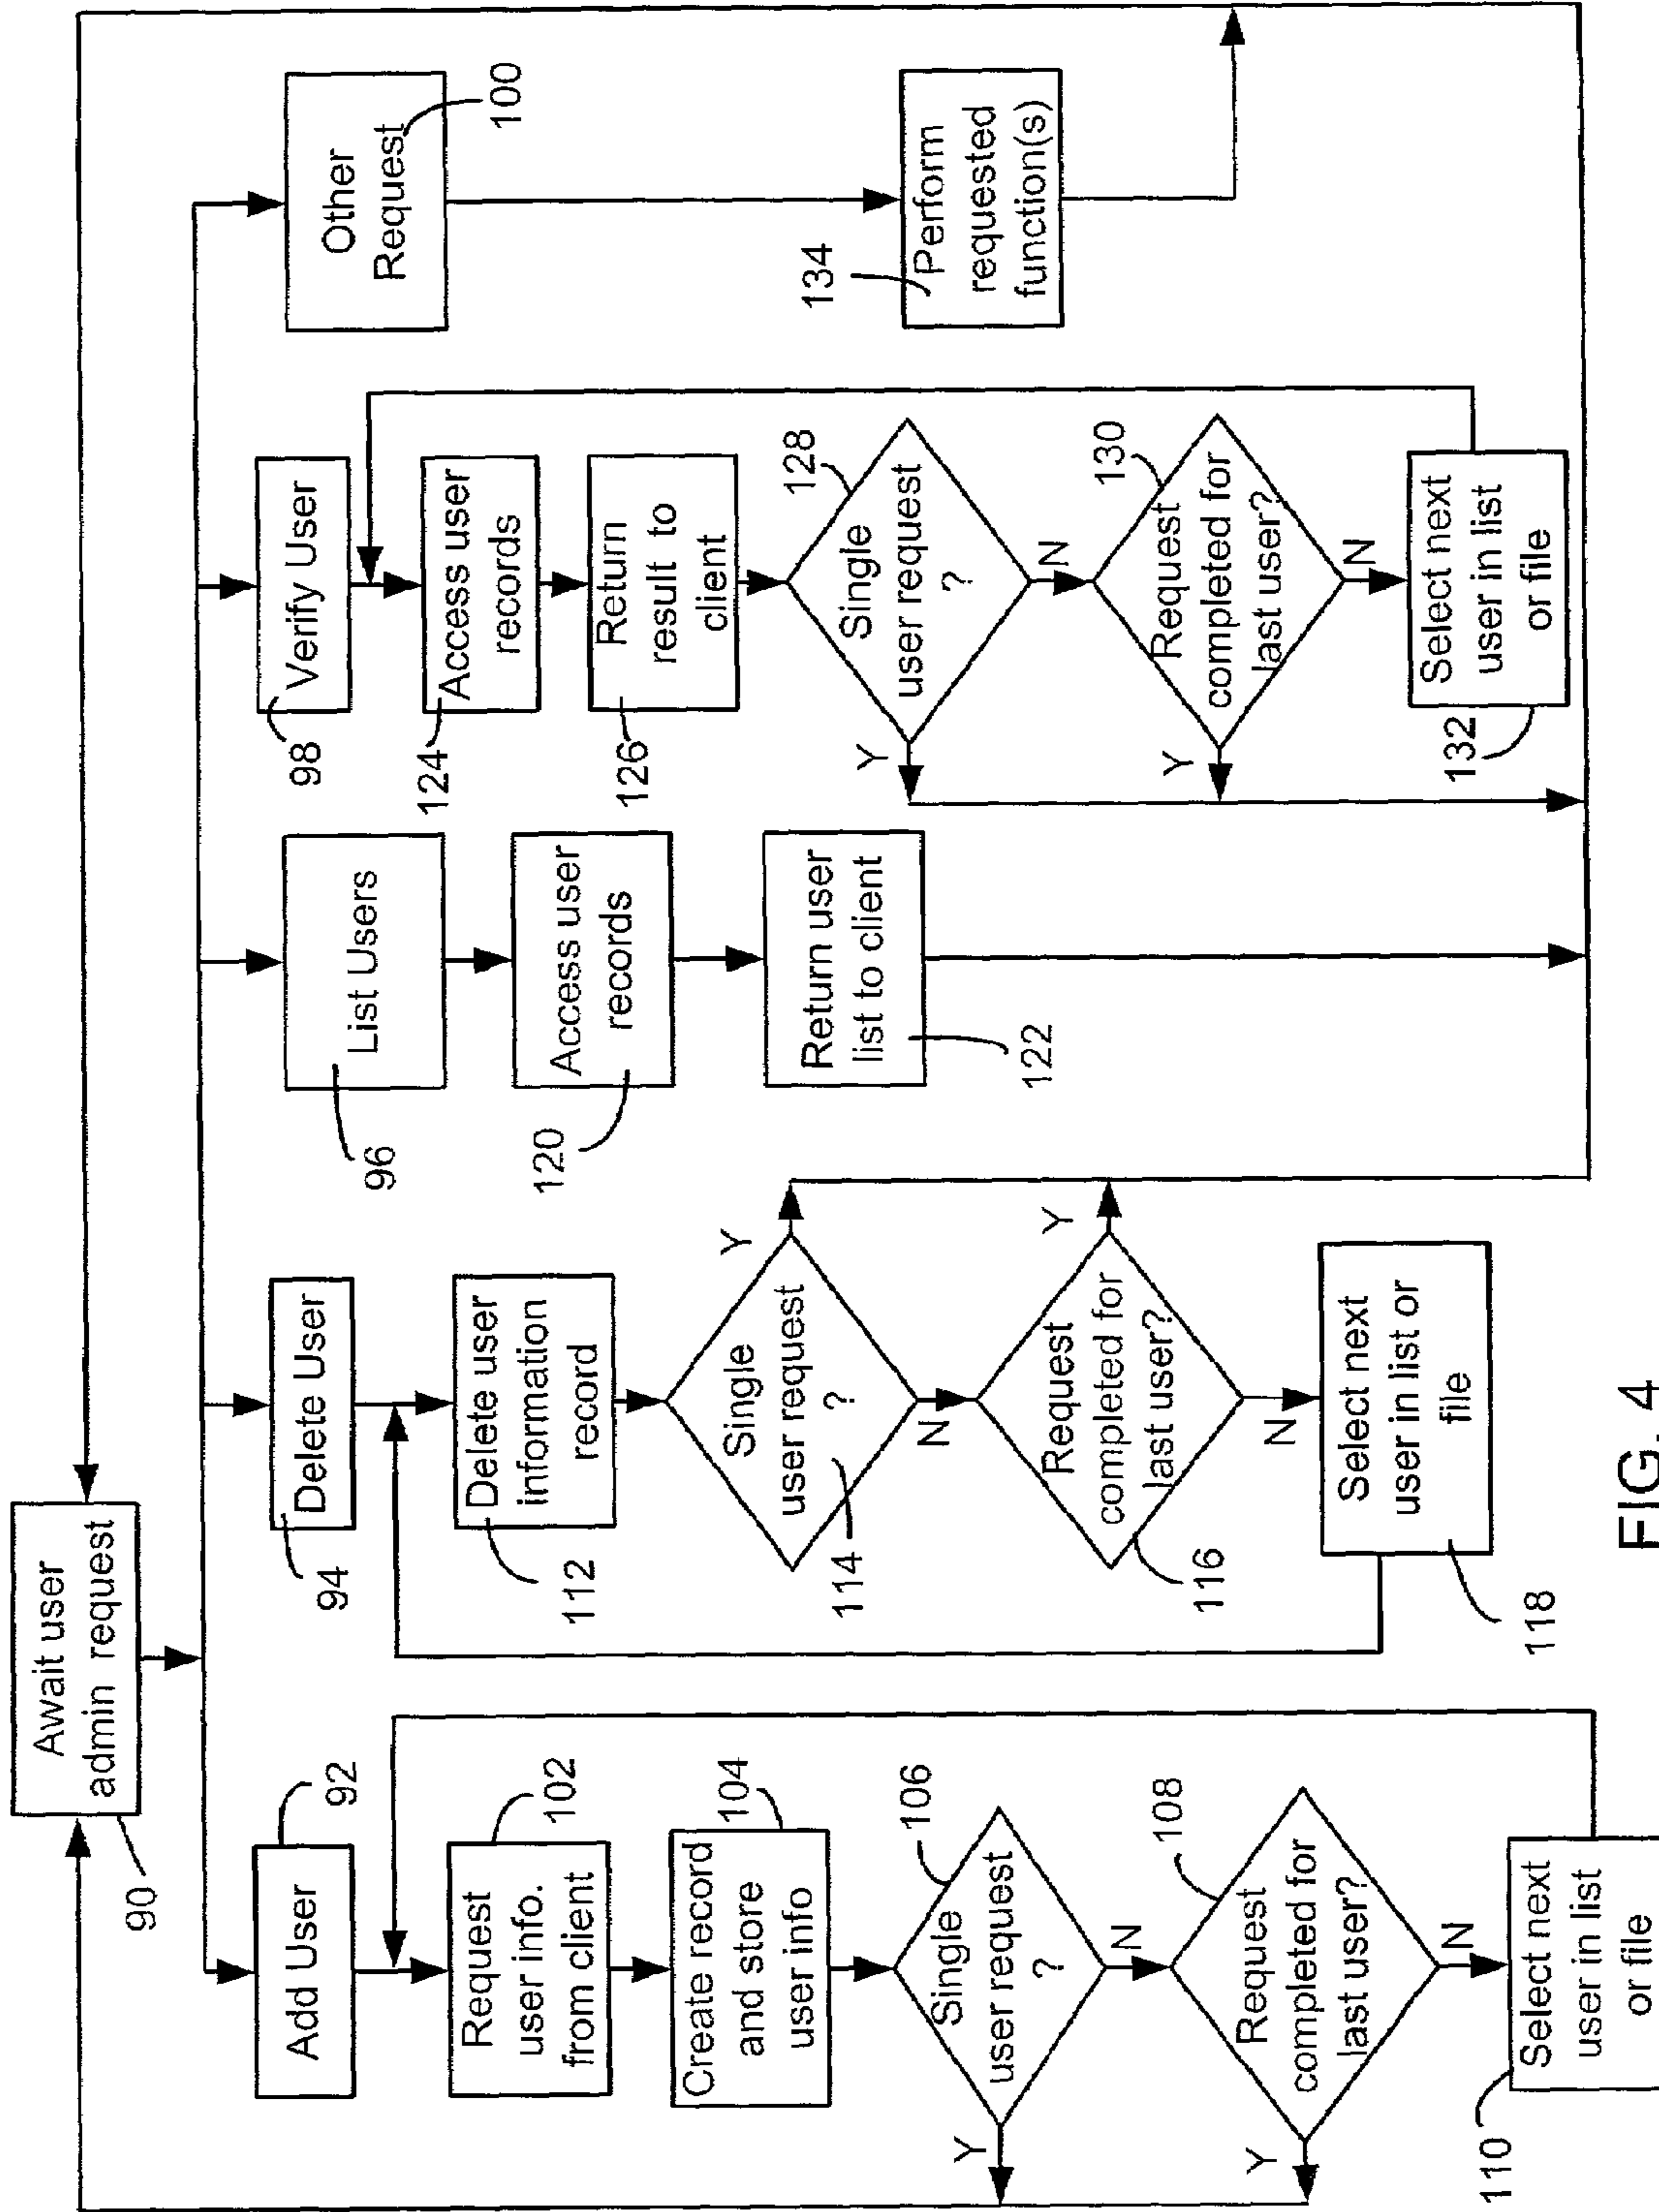 Await user
admin request
90
Add User
92
Request
user info.
from client
102
Create record
and store
user info
104
Single
user request
?
106
Y
N
Request
completed for
last user?
108
Y
N
Select next
user in list
or file
110
Delete User
94
Delete user
information
record
112
Single
user request
?
114
Y
N
Request
completed for
last user?
116
Y
N
Select next
user in list or
file
118
List Users
96
Access user
records
120
Return user
list to client
122
Verify User
98
Access user
records
124
Return
result to
client
126
Single
user request
?
128
Y
N
Request
completed for
last user?
130
Y
N
Select next
user in list
or file
132
Other
Request
100
Perform
requested
function(s)
134
FIG. 4